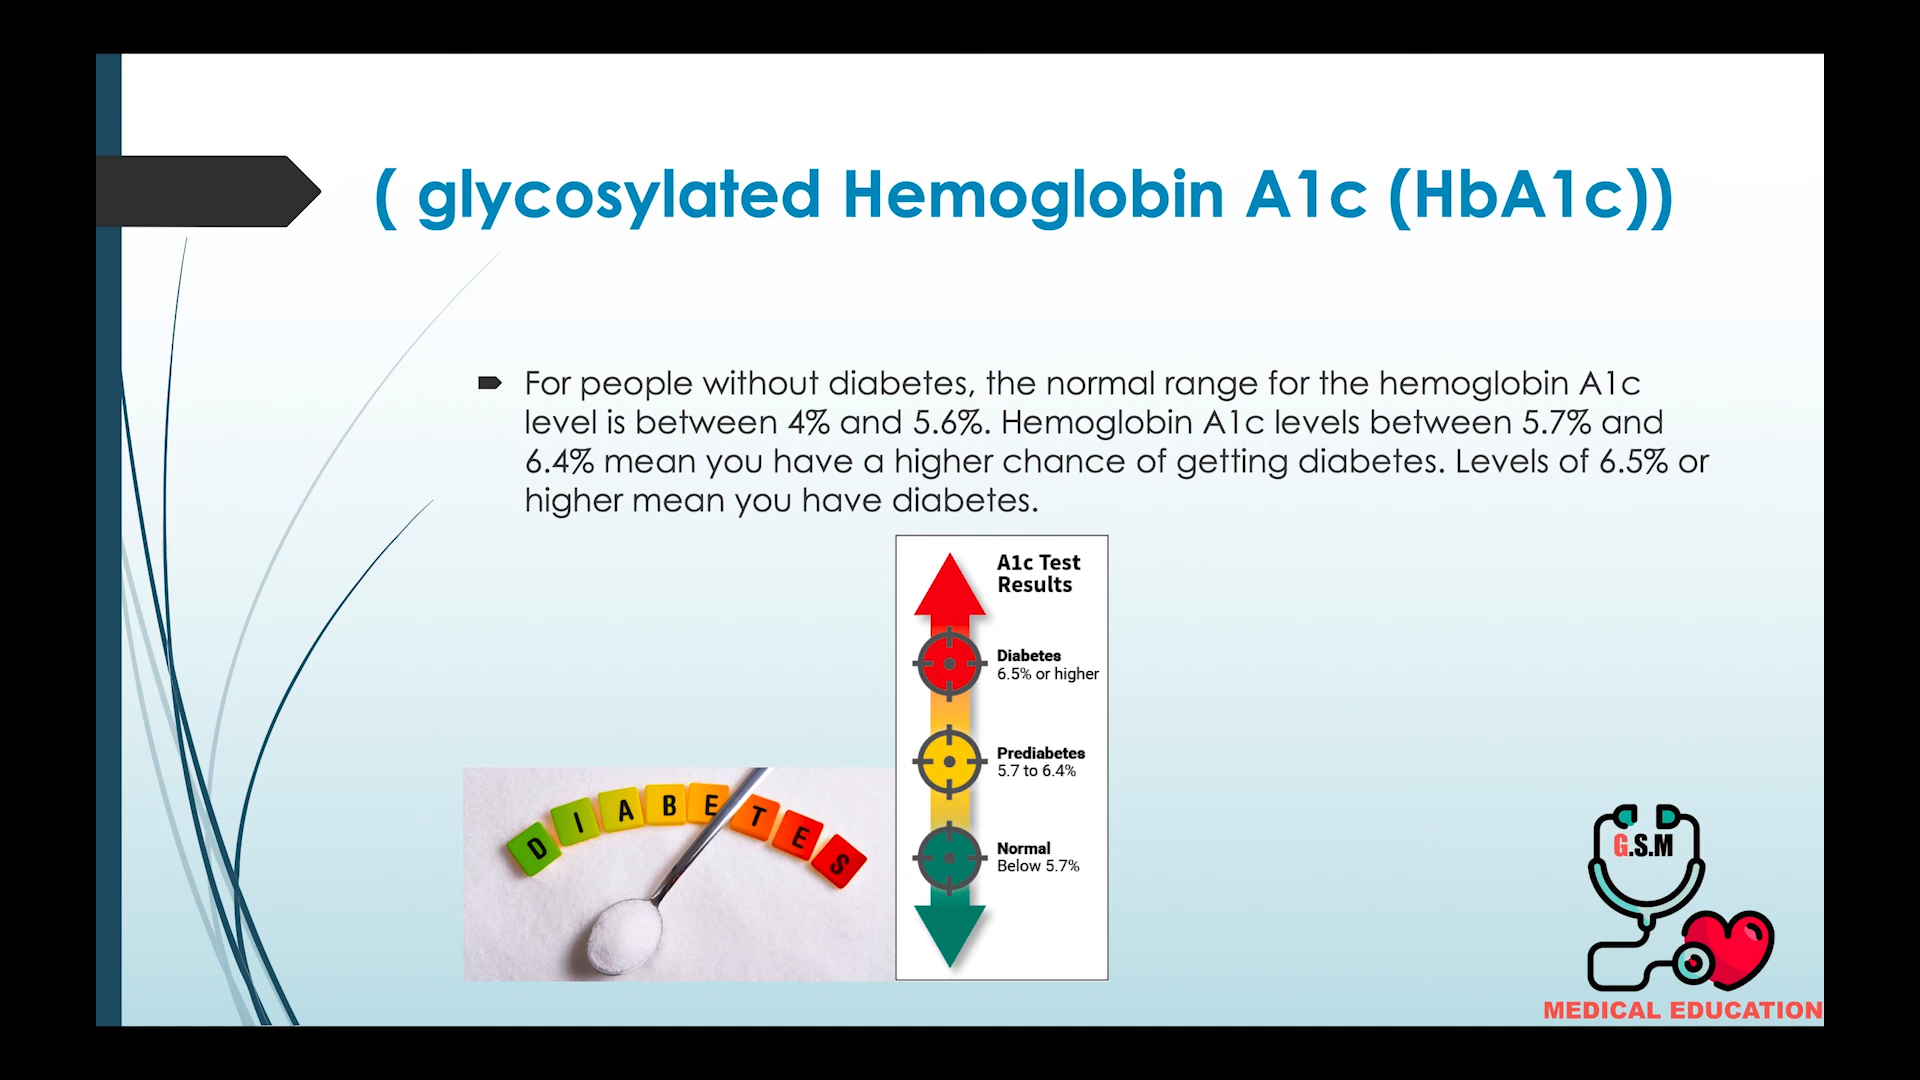 ( glycosylated Hemoglobin A1c (HbA1c))
For people without diabetes, the normal range for the hemoglobin A1c
level is between 4% and 5.6%. Hemoglobin A1c levels between 5.7% and
6.4% mean you have a higher chance of getting diabetes. Levels of 6.5% or
higher mean you have diabetes.
A1c Test
Results
Diabetes
6.5% or higher
Prediabetes
5.7 to 6.4%
Normal
Below 5.7%
DIABETES
G.S.M
MEDICAL EDUCATION